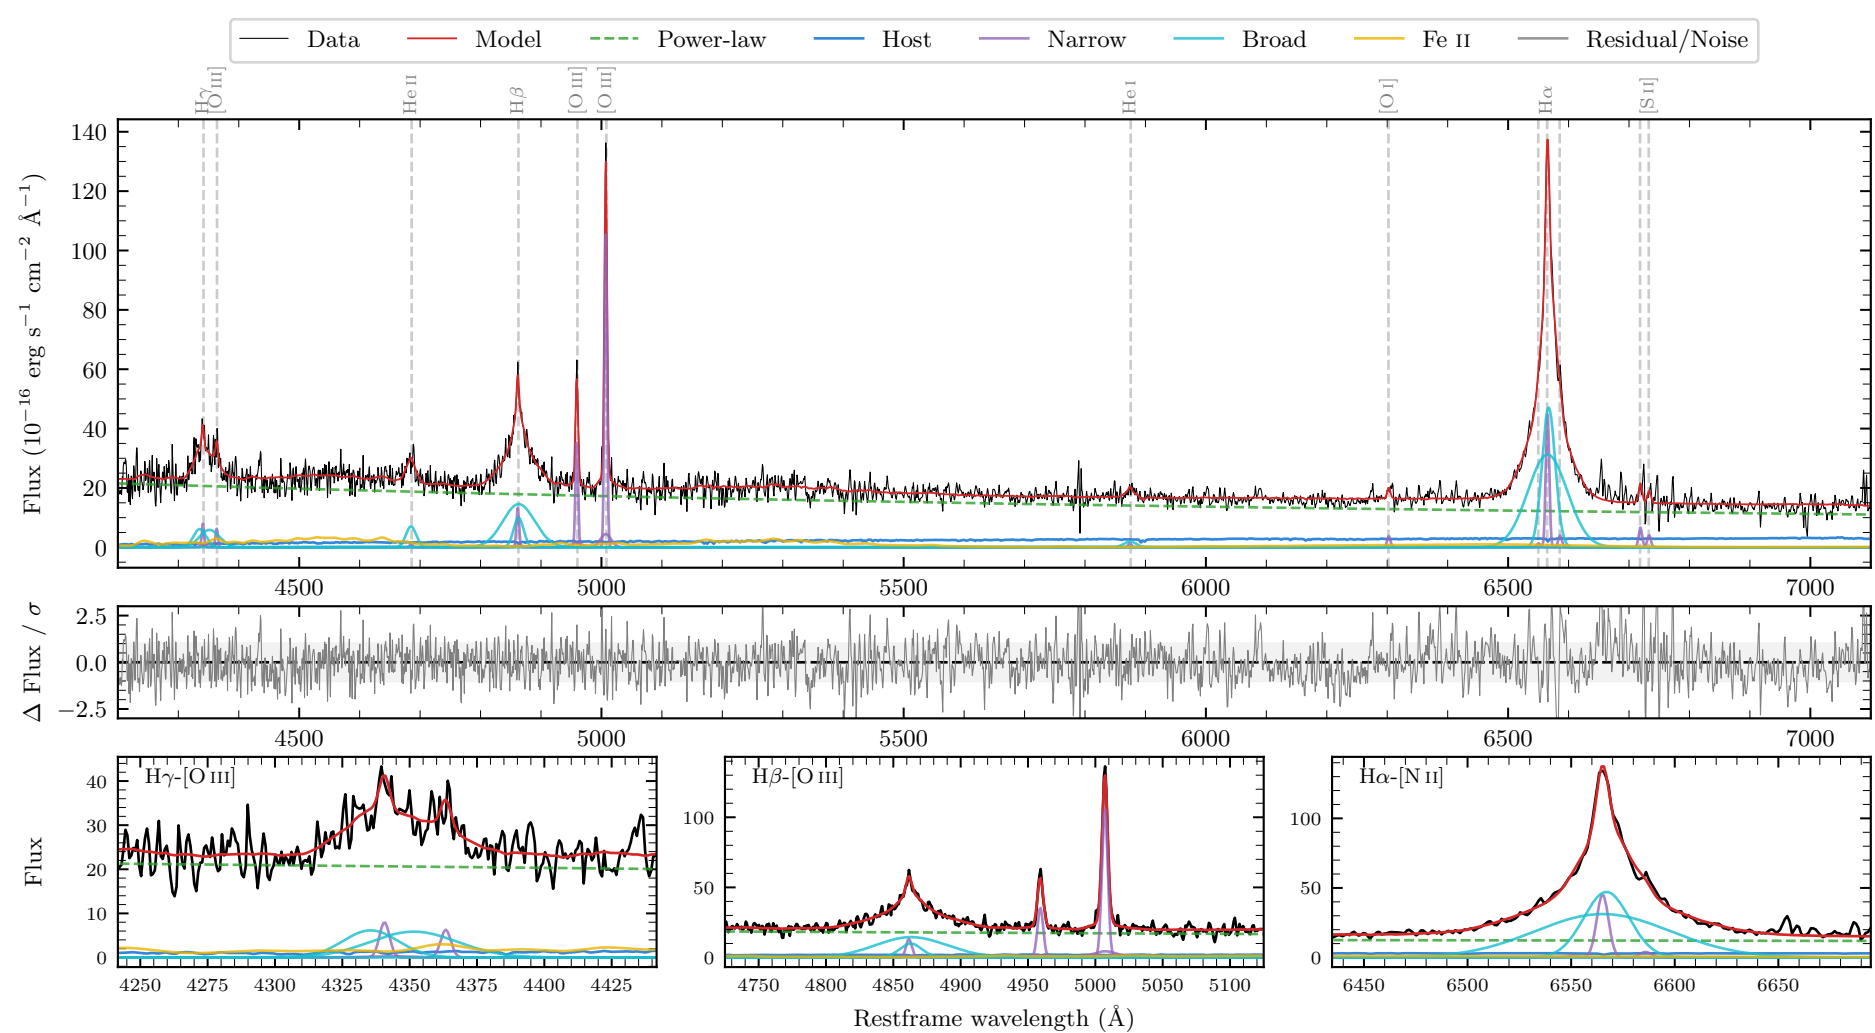 Data Model Power-law Host Narrow Broad Fe II Residual/Noise
Hγ [O III] He II Hβ [O III] [O III] He I [O I] Hα [S II]
Flux (10⁻¹⁶ erg s⁻¹ cm⁻² Å⁻¹)
140
120
100
80
60
40
20
0
4500 5000 5500 6000 6500 7000
Δ Flux / σ
2.5
0.0
−2.5
4500 5000 5500 6000 6500 7000
Flux
Hγ-[O III]
40
30
20
10
0
4250 4275 4300 4325 4350 4375 4400 4425
Hβ-[O III]
100
50
0
4750 4800 4850 4900 4950 5000 5050 5100
Hα-[N II]
100
50
0
6450 6500 6550 6600 6650
Restframe wavelength (Å)